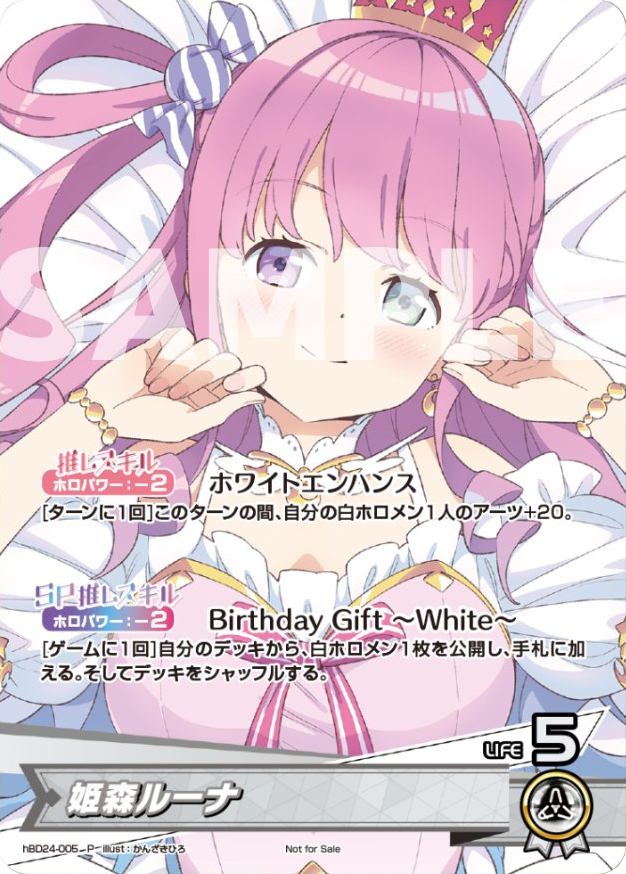 SAMPLE
推しスキル
ホロパワー:-2
ホワイトエンハンス
[ターンに1回]このターンの間、自分の白ホロメン1人のアーツ+20。
SP推しスキル
ホロパワー:-2
Birthday Gift ～White～
[ゲームに1回]自分のデッキから、白ホロメン1枚を公開し、手札に加
える。そしてデッキをシャッフルする。
LIFE 5
姫森ルーナ
hBD24-005 P illust:かんざきひろ
Not for Sale